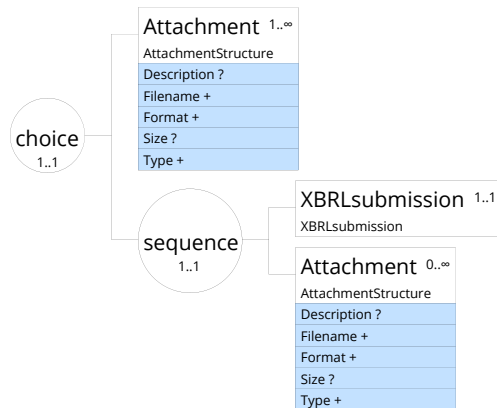 Attachment 1..∞
AttachmentStructure
Description ?
Filename +
Format +
Size ?
Type +
choice
1..1
sequence
1..1
XBRLsubmission 1..1
XBRLsubmission
Attachment 0..∞
AttachmentStructure
Description ?
Filename +
Format +
Size ?
Type +